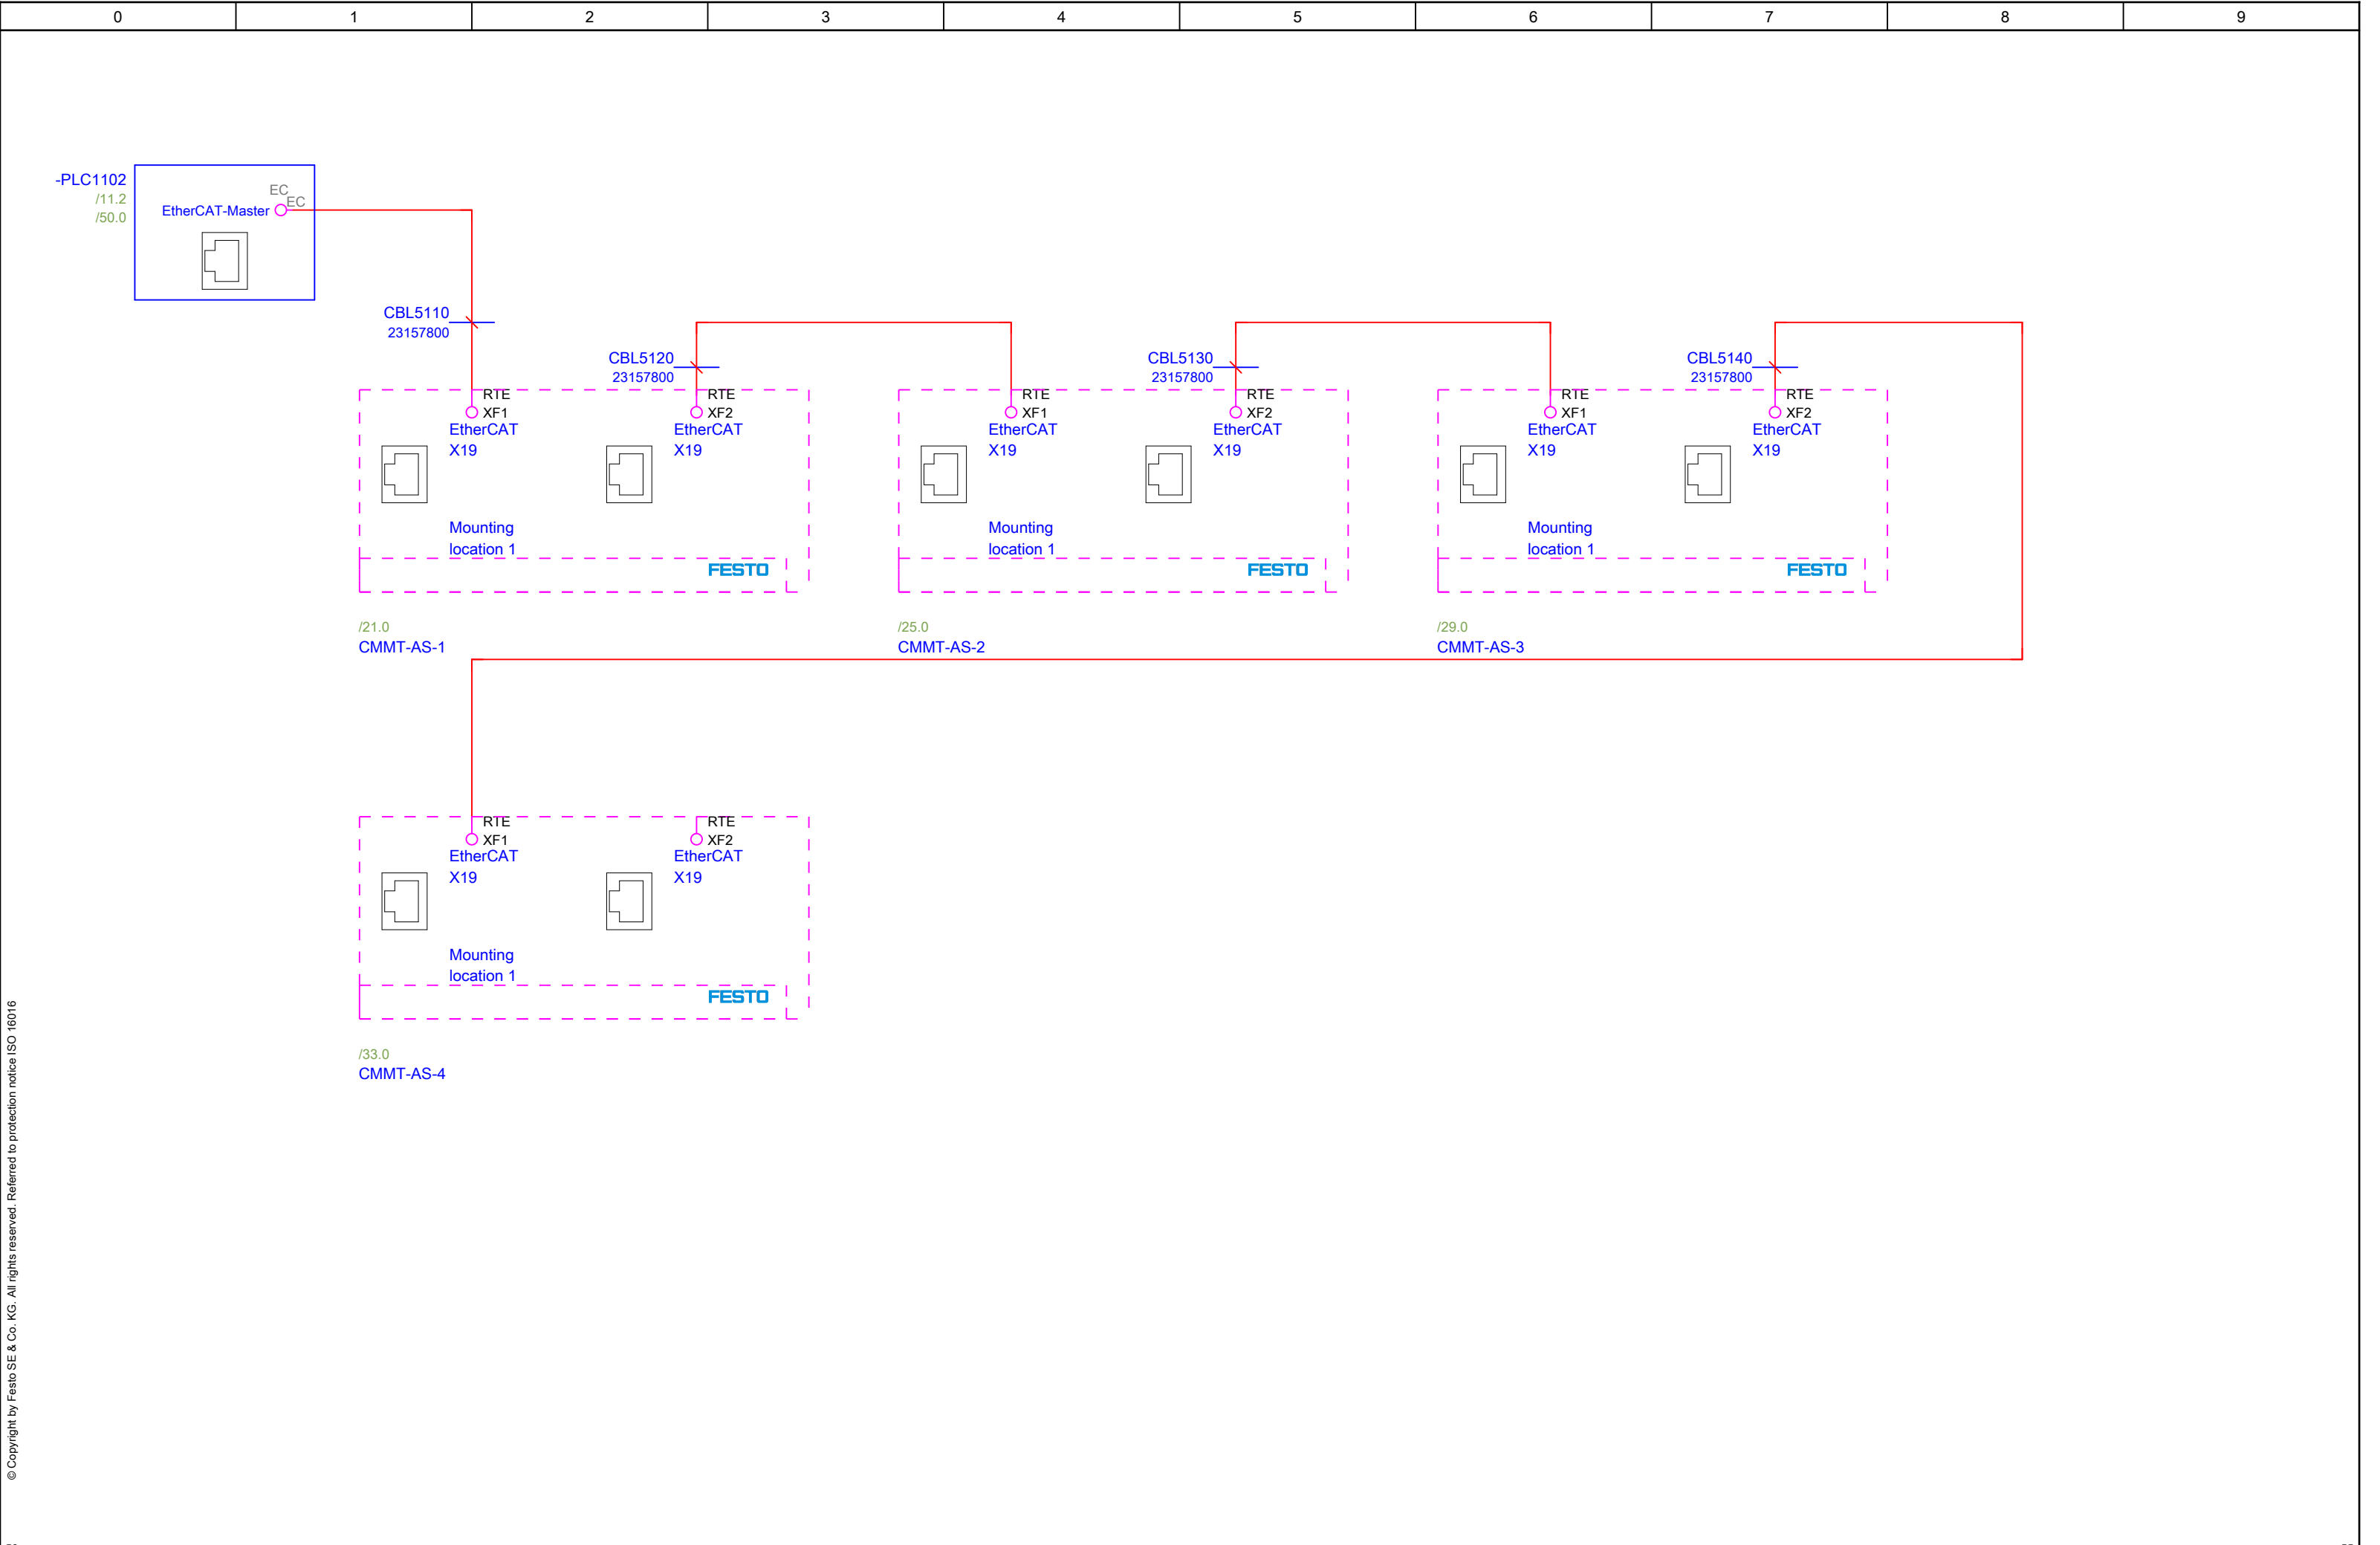 0 1 2 3 4 5 6 7 8 9
-PLC1102
/11.2
/50.0
EC
EC
EtherCAT-Master
CBL5110
23157800
CBL5120
23157800
CBL5130
23157800
CBL5140
23157800
RTE
XF1
EtherCAT
X19
RTE
XF2
EtherCAT
X19
Mounting
location 1
FESTO
/21.0
CMMT-AS-1
RTE
XF1
EtherCAT
X19
RTE
XF2
EtherCAT
X19
Mounting
location 1
FESTO
/25.0
CMMT-AS-2
RTE
XF1
EtherCAT
X19
RTE
XF2
EtherCAT
X19
Mounting
location 1
FESTO
/29.0
CMMT-AS-3
RTE
XF1
EtherCAT
X19
RTE
XF2
EtherCAT
X19
Mounting
location 1
FESTO
/33.0
CMMT-AS-4
© Copyright by Festo SE & Co. KG. All rights reserved. Referred to protection notice ISO 16016